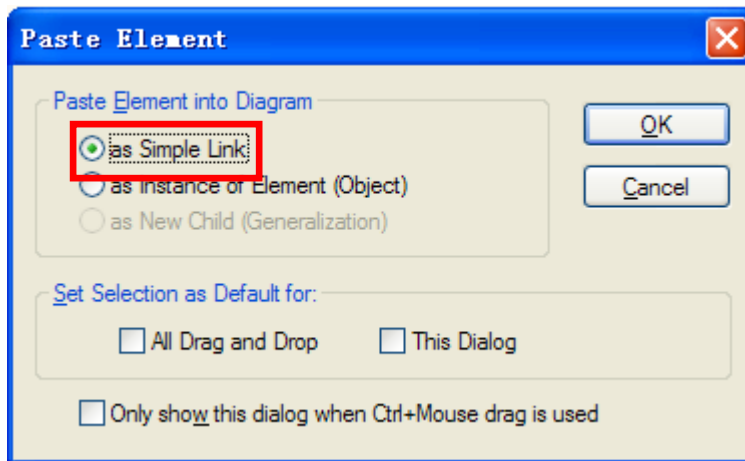 Paste Element
Paste Element into Diagram
as Simple Link
as Instance of Element (Object)
as New Child (Generalization)
OK
Cancel
Set Selection as Default for:
All Drag and Drop
This Dialog
Only show this dialog when Ctrl+Mouse drag is used